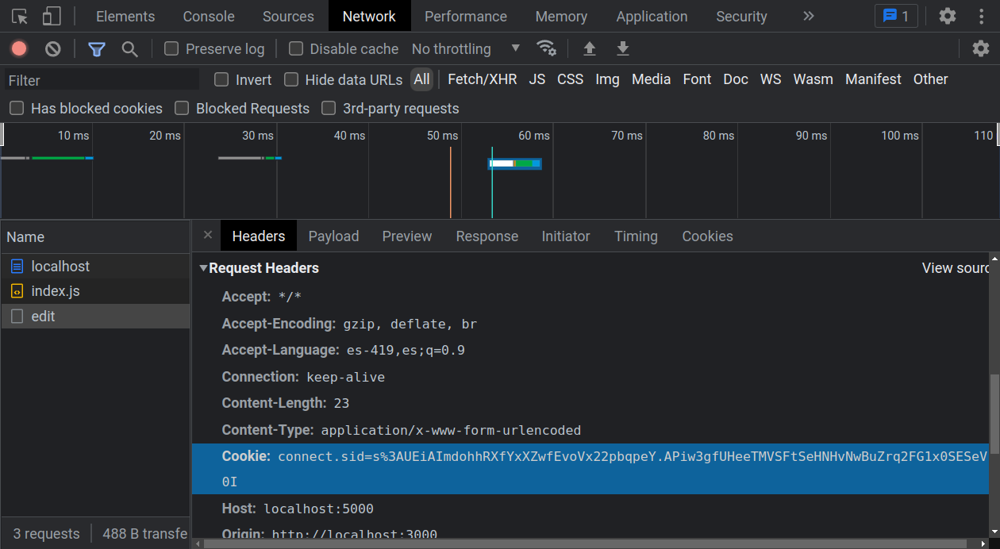 Elements Console Sources Network Performance Memory Application Security » 1
Preserve log Disable cache No throttling
Filter Invert Hide data URLs All Fetch/XHR JS CSS Img Media Font Doc WS Wasm Manifest Other
Has blocked cookies Blocked Requests 3rd-party requests
10 ms 20 ms 30 ms 40 ms 50 ms 60 ms 70 ms 80 ms 90 ms 100 ms 110
Name
localhost
index.js
edit
3 requests 488 B transfe
× Headers Payload Preview Response Initiator Timing Cookies
Request Headers View sourc
Accept: */*
Accept-Encoding: gzip, deflate, br
Accept-Language: es-419,es;q=0.9
Connection: keep-alive
Content-Length: 23
Content-Type: application/x-www-form-urlencoded
Cookie: connect.sid=s%3AUEiAImdohhRXfYxXZwfEvoVx22pbqpeY.APiw3gfUHeeTMVSFtSeHNHvNwBuZrq2FG1x0SESeV
0I
Host: localhost:5000
Origin: http://localhost:3000